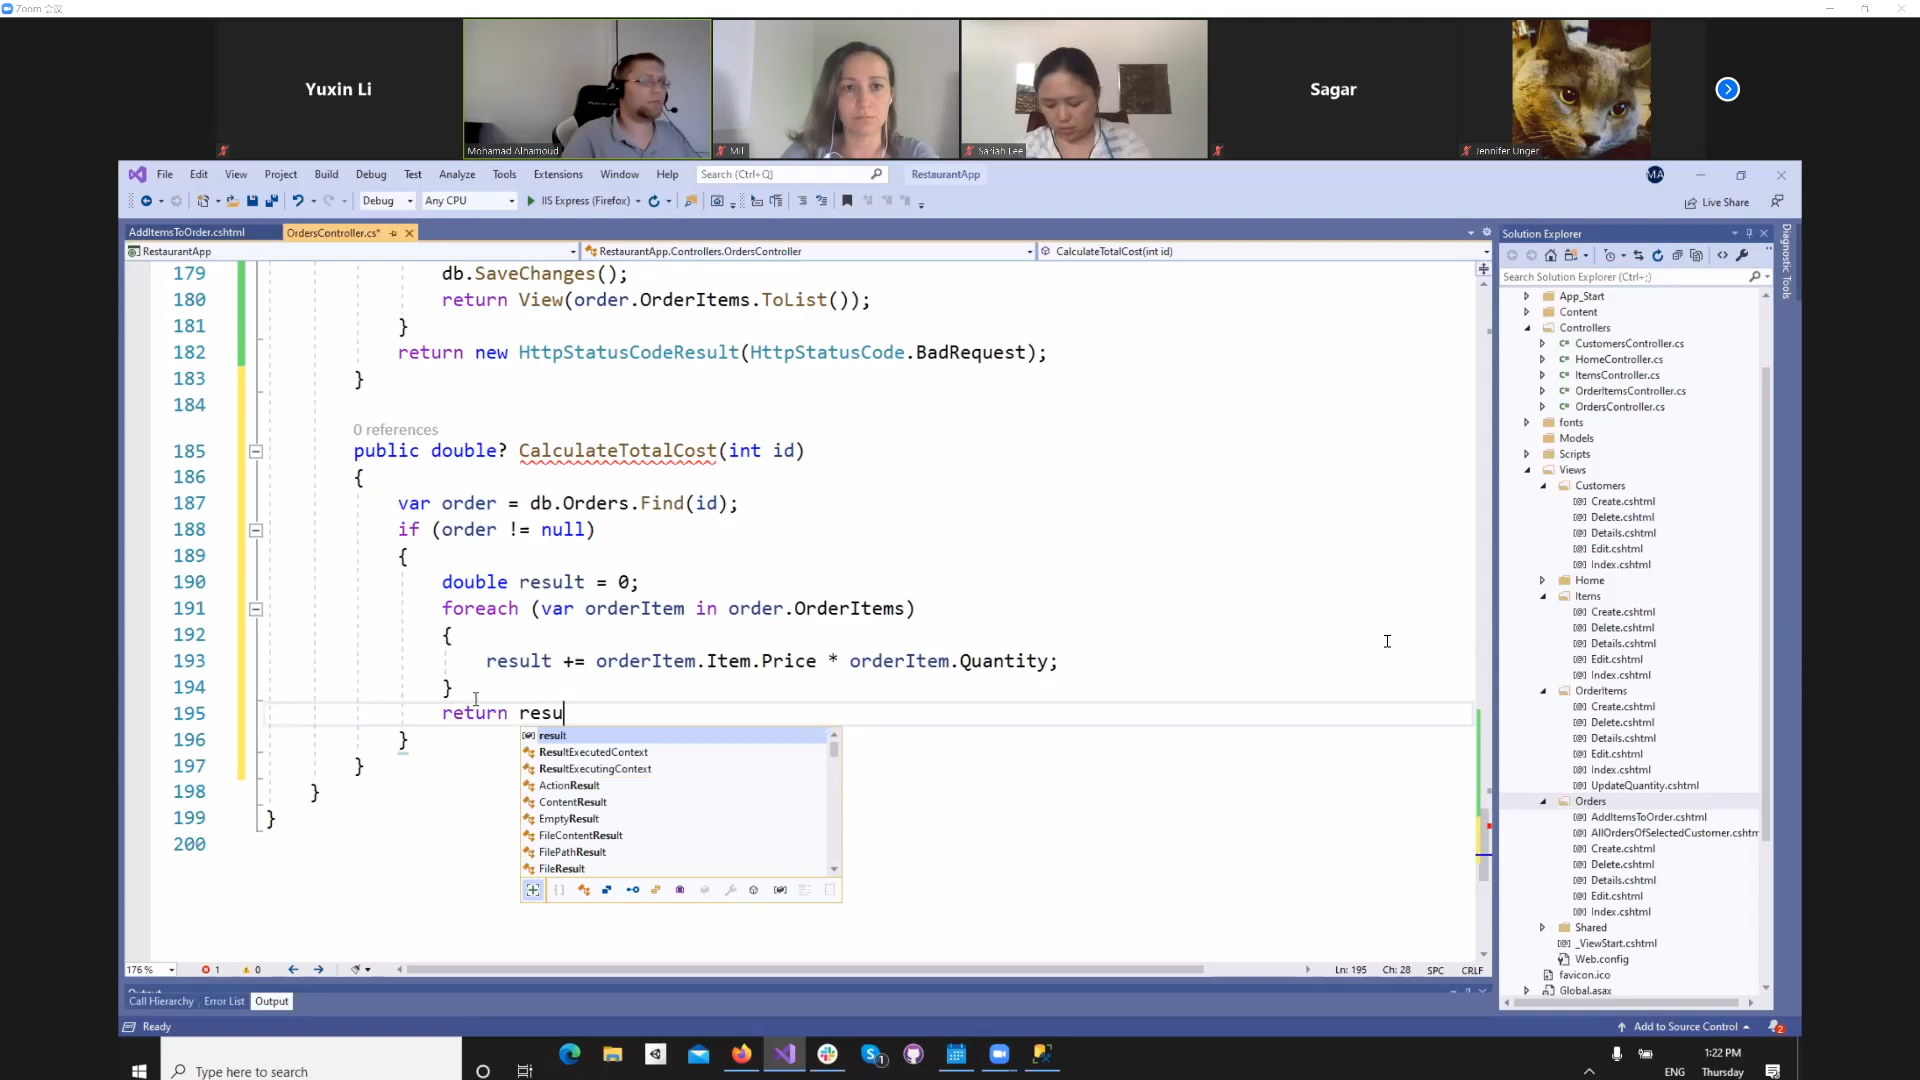 Zoom 会议
Yuxin Li
Sagar
Mohamad Alhamoud
Mil
Sariah Lee
Jennifer Unger
File Edit View Project Build Debug Test Analyze Tools Extensions Window Help Search (Ctrl+Q) RestaurantApp MA
Debug Any CPU IIS Express (Firefox) Live Share
AddItemsToOrder.cshtml OrdersController.cs*
RestaurantApp RestaurantApp.Controllers.OrdersController CalculateTotalCost(int id)
179 db.SaveChanges();
180 return View(order.OrderItems.ToList());
181 }
182 return new HttpStatusCodeResult(HttpStatusCode.BadRequest);
183 }
184
0 references
185 public double? CalculateTotalCost(int id)
186 {
187 var order = db.Orders.Find(id);
188 if (order != null)
189 {
190 double result = 0;
191 foreach (var orderItem in order.OrderItems)
192 {
193 result += orderItem.Item.Price * orderItem.Quantity;
194 }
195 return resu
196 }
197 }
198 }
199 }
200
result
ResultExecutedContext
ResultExecutingContext
ActionResult
ContentResult
EmptyResult
FileContentResult
FilePathResult
FileResult
176 % 1 0 Ln: 195 Ch: 28 SPC CRLF
Output
Call Hierarchy Error List Output
Ready Add to Source Control 2
Solution Explorer
Search Solution Explorer (Ctrl+;)
App_Start
Content
Controllers
CustomersController.cs
HomeController.cs
ItemsController.cs
OrderItemsController.cs
OrdersController.cs
fonts
Models
Scripts
Views
Customers
Create.cshtml
Delete.cshtml
Details.cshtml
Edit.cshtml
Index.cshtml
Home
Items
Create.cshtml
Delete.cshtml
Details.cshtml
Edit.cshtml
Index.cshtml
OrderItems
Create.cshtml
Delete.cshtml
Details.cshtml
Edit.cshtml
Index.cshtml
UpdateQuantity.cshtml
Orders
AddItemsToOrder.cshtml
AllOrdersOfSelectedCustomer.cshtm
Create.cshtml
Delete.cshtml
Details.cshtml
Edit.cshtml
Index.cshtml
Shared
_ViewStart.cshtml
Web.config
favicon.ico
Global.asax
Diagnostic Tools
Type here to search
1:22 PM
ENG Thursday